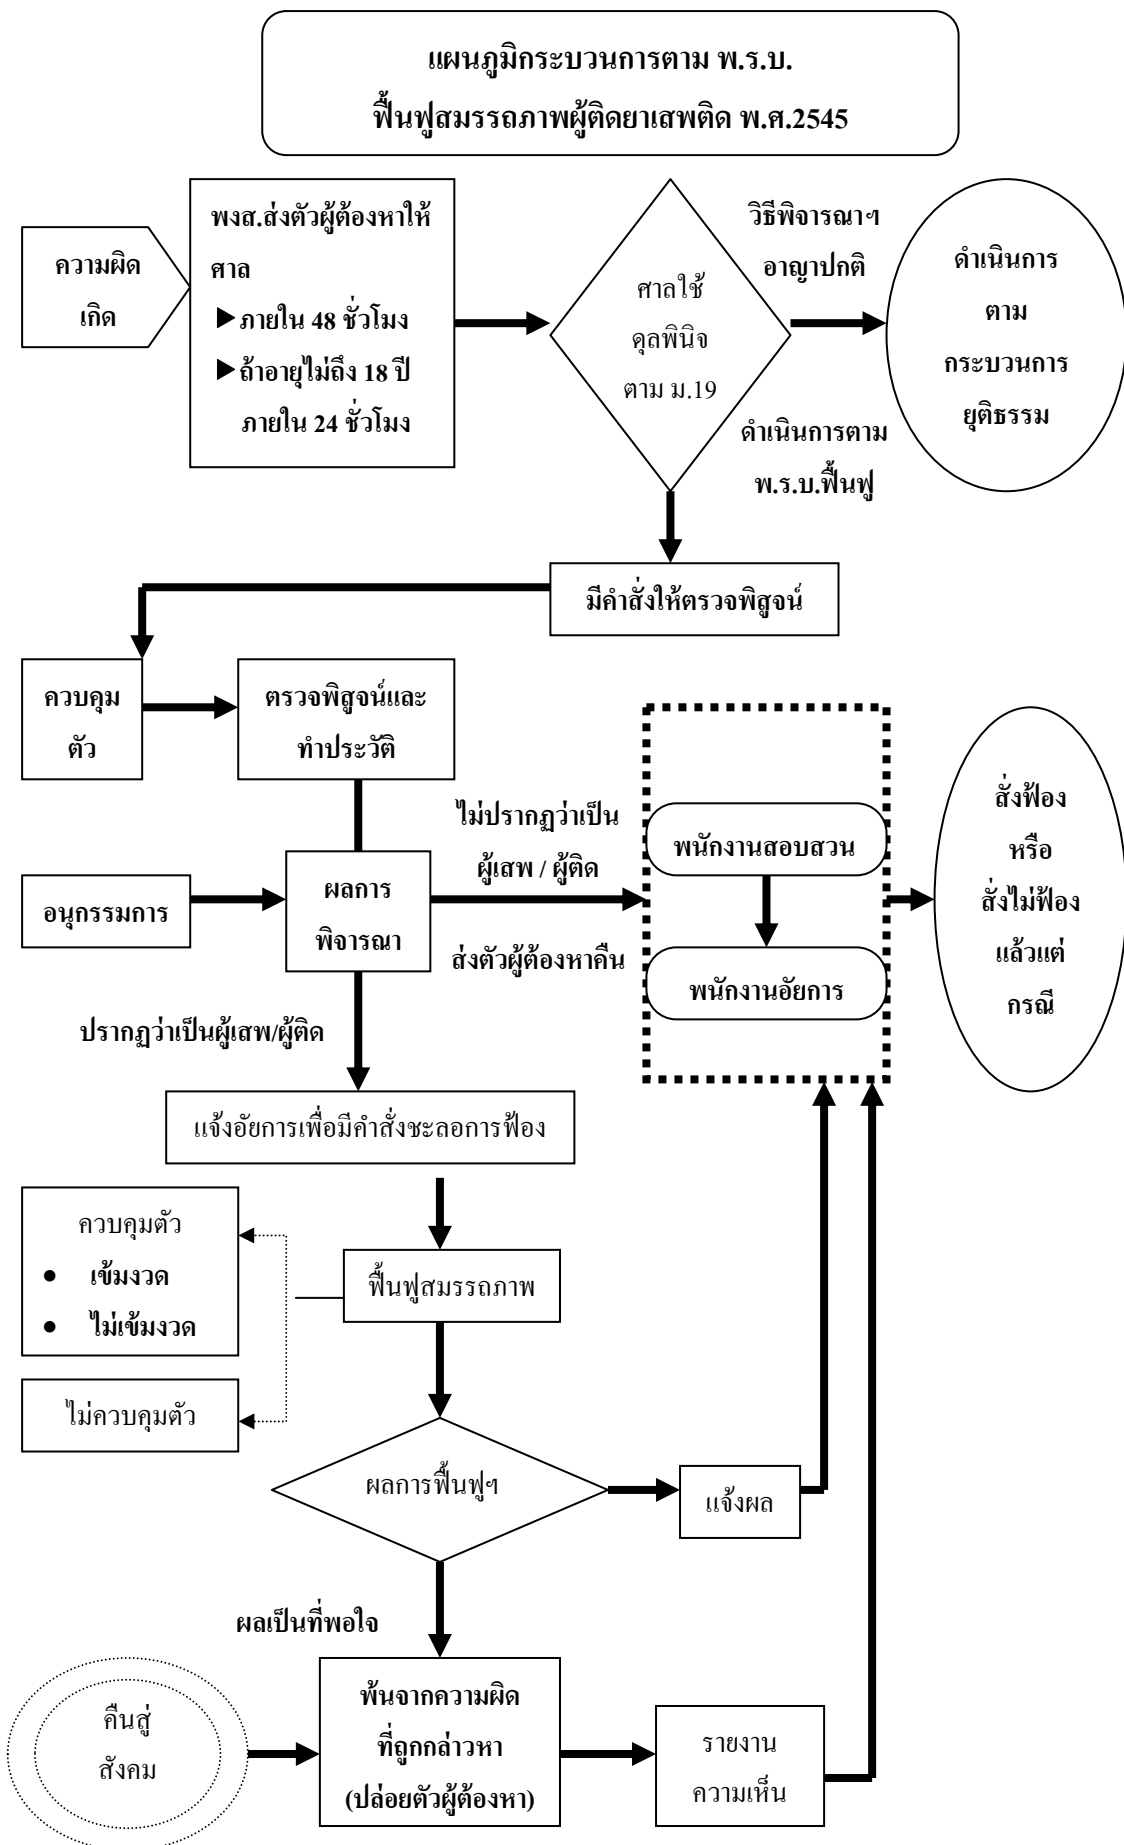 แผนภูมิกระบวนการตาม พ.ร.บ.
ฟื้นฟูสมรรถภาพผู้ติดยาเสพติด พ.ศ.2545
ความผิด
เกิด
พงส.ส่งตัวผู้ต้องหาให้
ศาล
ภายใน 48 ชั่วโมง
ถ้าอายุไม่ถึง 18 ปี
ภายใน 24 ชั่วโมง
ศาลใช้
ดุลพินิจ
ตาม ม.19
วิธีพิจารณาฯ
อาญาปกติ
ดำเนินการ
ตาม
กระบวนการ
ยุติธรรม
ดำเนินการตาม
พ.ร.บ.ฟื้นฟู
มีคำสั่งให้ตรวจพิสูจน์
ควบคุม
ตัว
ตรวจพิสูจน์และ
ทำประวัติ
ไม่ปรากฏว่าเป็น
ผู้เสพ / ผู้ติด
พนักงานสอบสวน
สั่งฟ้อง
หรือ
สั่งไม่ฟ้อง
แล้วแต่
กรณี
อนุกรรมการ
ผลการ
พิจารณา
ส่งตัวผู้ต้องหาคืน
พนักงานอัยการ
ปรากฏว่าเป็นผู้เสพ/ผู้ติด
แจ้งอัยการเพื่อมีคำสั่งชะลอการฟ้อง
ควบคุมตัว
• เข้มงวด
• ไม่เข้มงวด
ฟื้นฟูสมรรถภาพ
ไม่ควบคุมตัว
ผลการฟื้นฟูฯ
แจ้งผล
ผลเป็นที่พอใจ
คืนสู่
สังคม
พ้นจากความผิด
ที่ถูกกล่าวหา
(ปล่อยตัวผู้ต้องหา)
รายงาน
ความเห็น